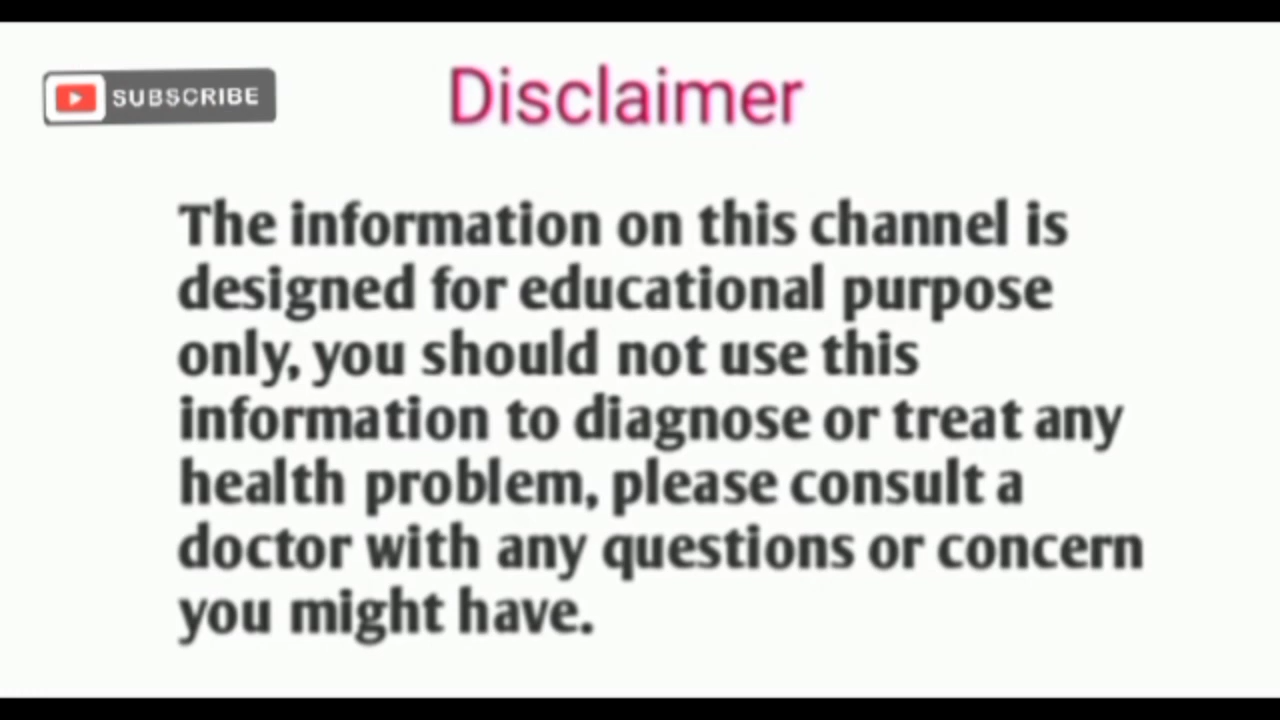 SUBSCRIBE
Disclaimer
The information on this channel is
designed for educational purpose
only, you should not use this
information to diagnose or treat any
health problem, please consult a
doctor with any questions or concern
you might have.